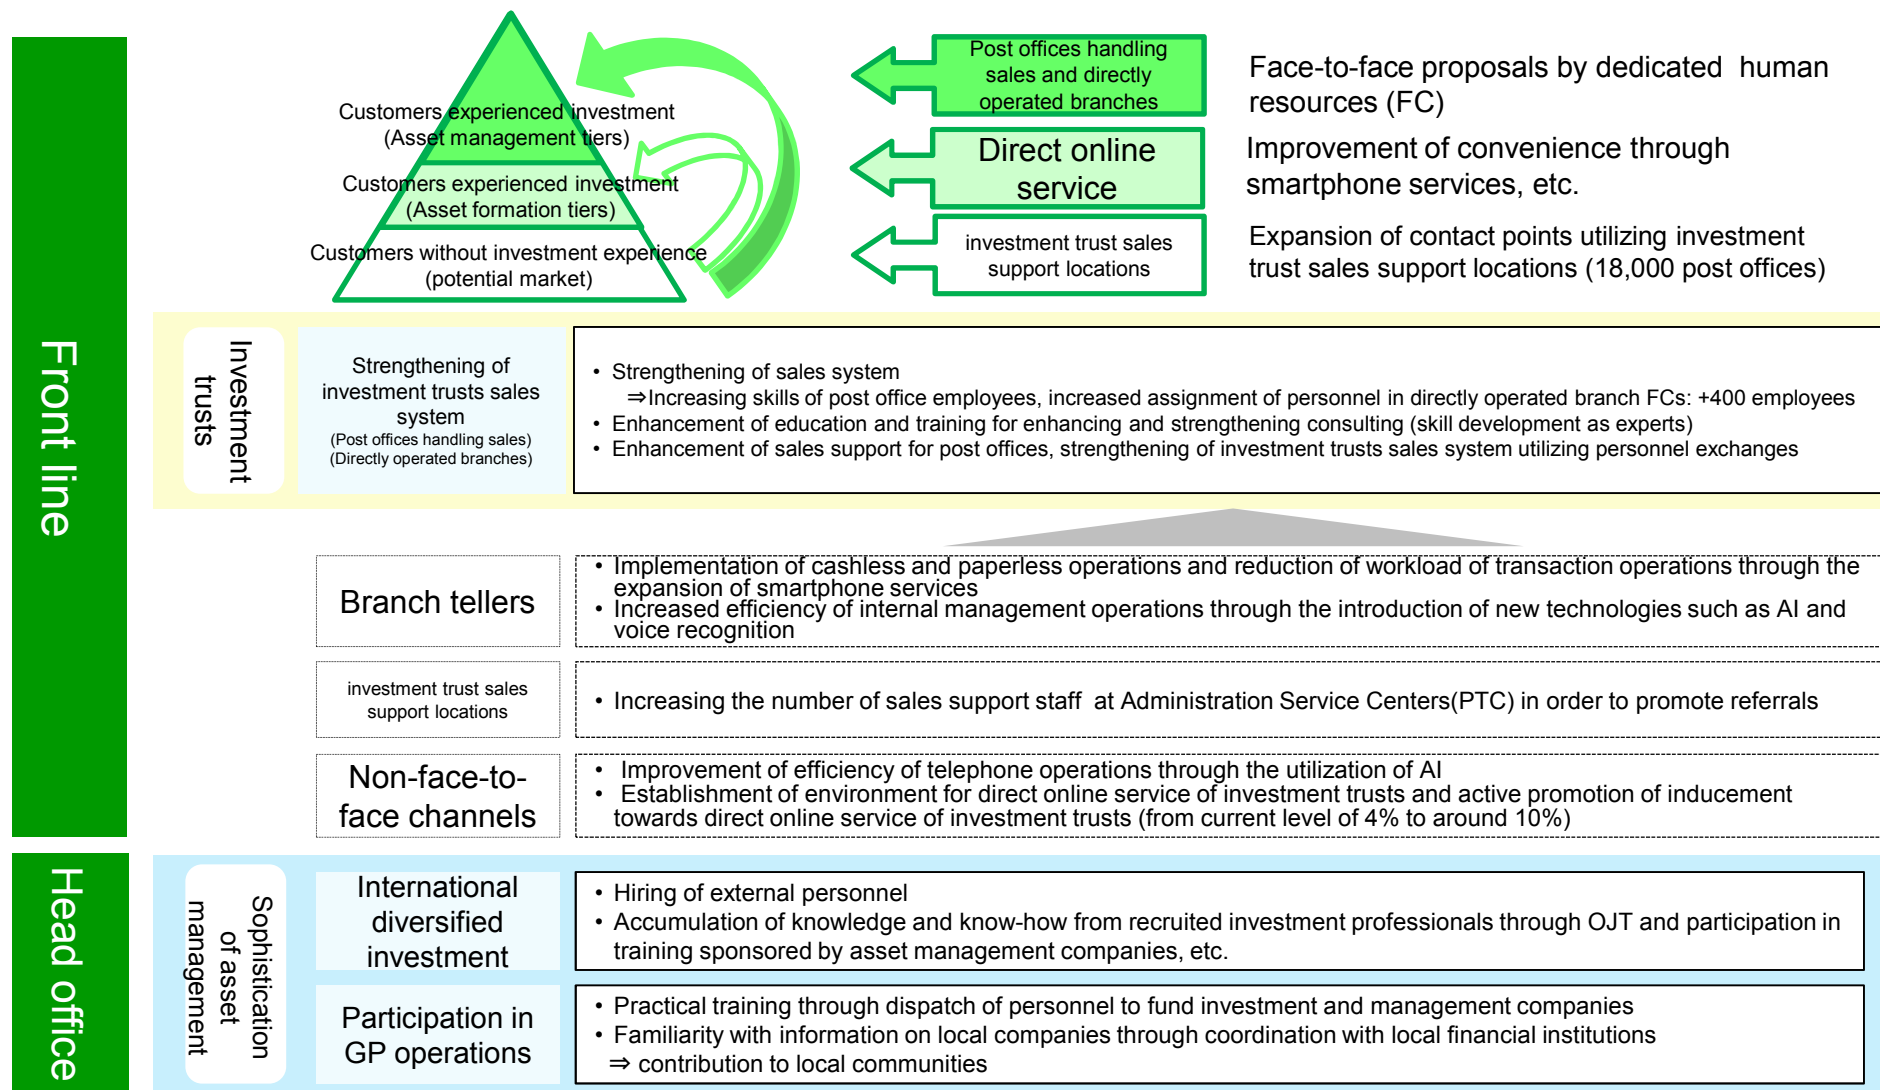 Front line
Customers experienced investment
(Asset management tiers)
Customers experienced investment
(Asset formation tiers)
Customers without investment experience
(potential market)
Post offices handling
sales and directly
operated branches
Face-to-face proposals by dedicated human
resources (FC)
Direct online
service
Improvement of convenience through
smartphone services, etc.
investment trust sales
support locations
Expansion of contact points utilizing investment
trust sales support locations (18,000 post offices)
Investment
trusts
Strengthening of
investment trusts sales
system
(Post offices handling sales)
(Directly operated branches)
• Strengthening of sales system
⇒Increasing skills of post office employees, increased assignment of personnel in directly operated branch FCs: +400 employees
• Enhancement of education and training for enhancing and strengthening consulting (skill development as experts)
• Enhancement of sales support for post offices, strengthening of investment trusts sales system utilizing personnel exchanges
Branch tellers
• Implementation of cashless and paperless operations and reduction of workload of transaction operations through the
expansion of smartphone services
• Increased efficiency of internal management operations through the introduction of new technologies such as AI and
voice recognition
investment trust sales
support locations
• Increasing the number of sales support staff at Administration Service Centers(PTC) in order to promote referrals
Non-face-to-
face channels
• Improvement of efficiency of telephone operations through the utilization of AI
• Establishment of environment for direct online service of investment trusts and active promotion of inducement
towards direct online service of investment trusts (from current level of 4% to around 10%)
Head office
Sophistication
of asset
management
International
diversified
investment
• Hiring of external personnel
• Accumulation of knowledge and know-how from recruited investment professionals through OJT and participation in
training sponsored by asset management companies, etc.
Participation in
GP operations
• Practical training through dispatch of personnel to fund investment and management companies
• Familiarity with information on local companies through coordination with local financial institutions
⇒ contribution to local communities